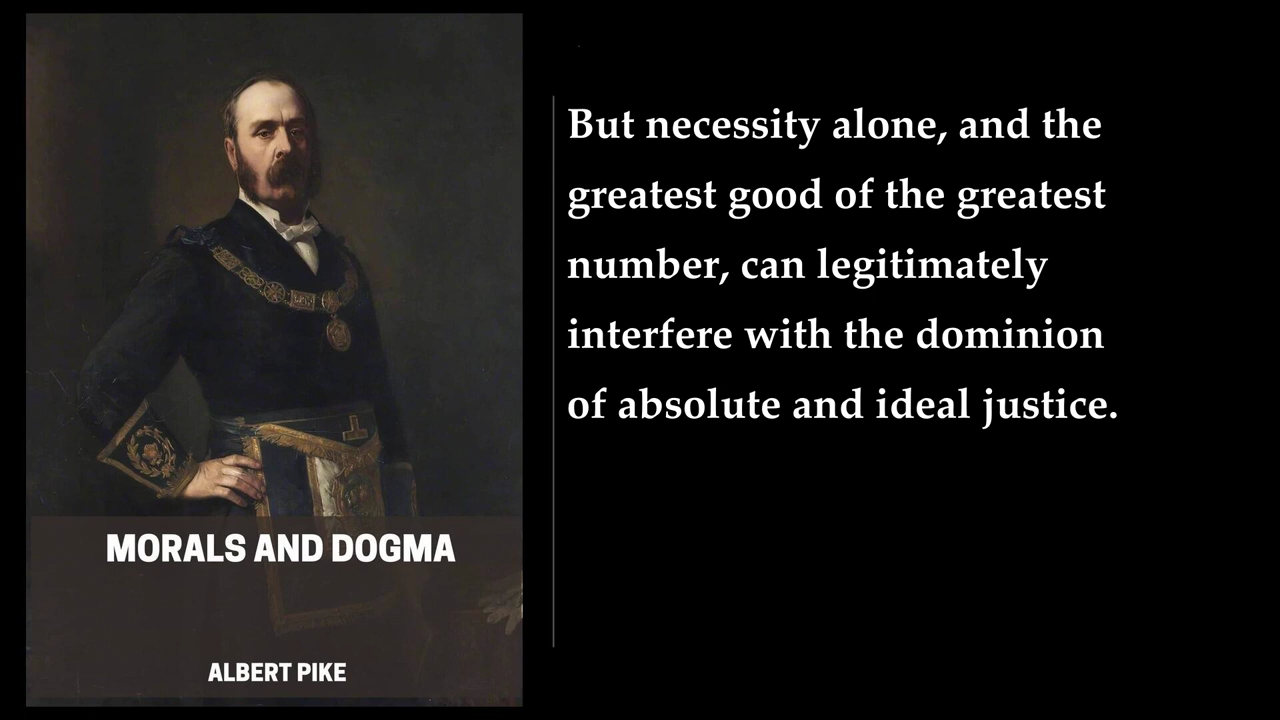 MORALS AND DOGMA
ALBERT PIKE
But necessity alone, and the
greatest good of the greatest
number, can legitimately
interfere with the dominion
of absolute and ideal justice.